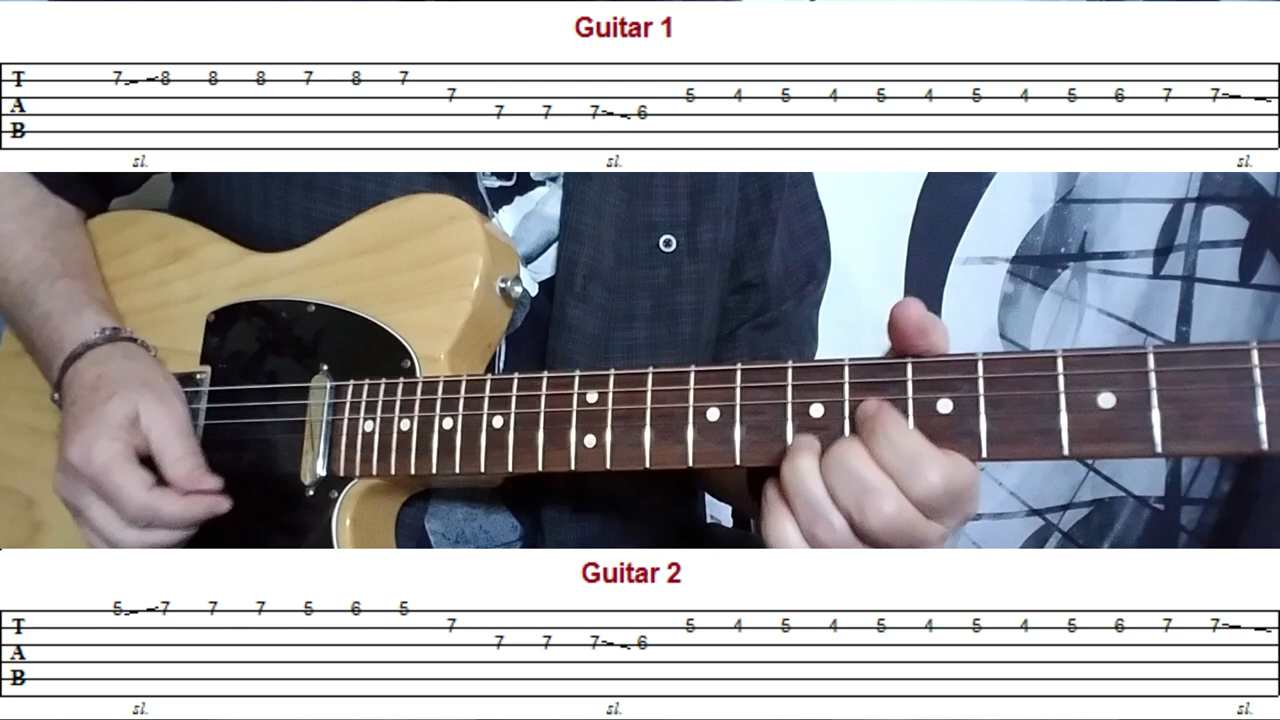 Guitar 1
T 7 8 8 8 7 8 7
7 5 4 5 4 5 4 5 4 5 6 7 7
A 7 7 7 6
B
sl. sl. sl.
Guitar 2
5 7 7 7 5 6 5
T 7 5 4 5 4 5 4 5 4 5 6 7 7
7 7 7 6
A
B
sl. sl. sl.